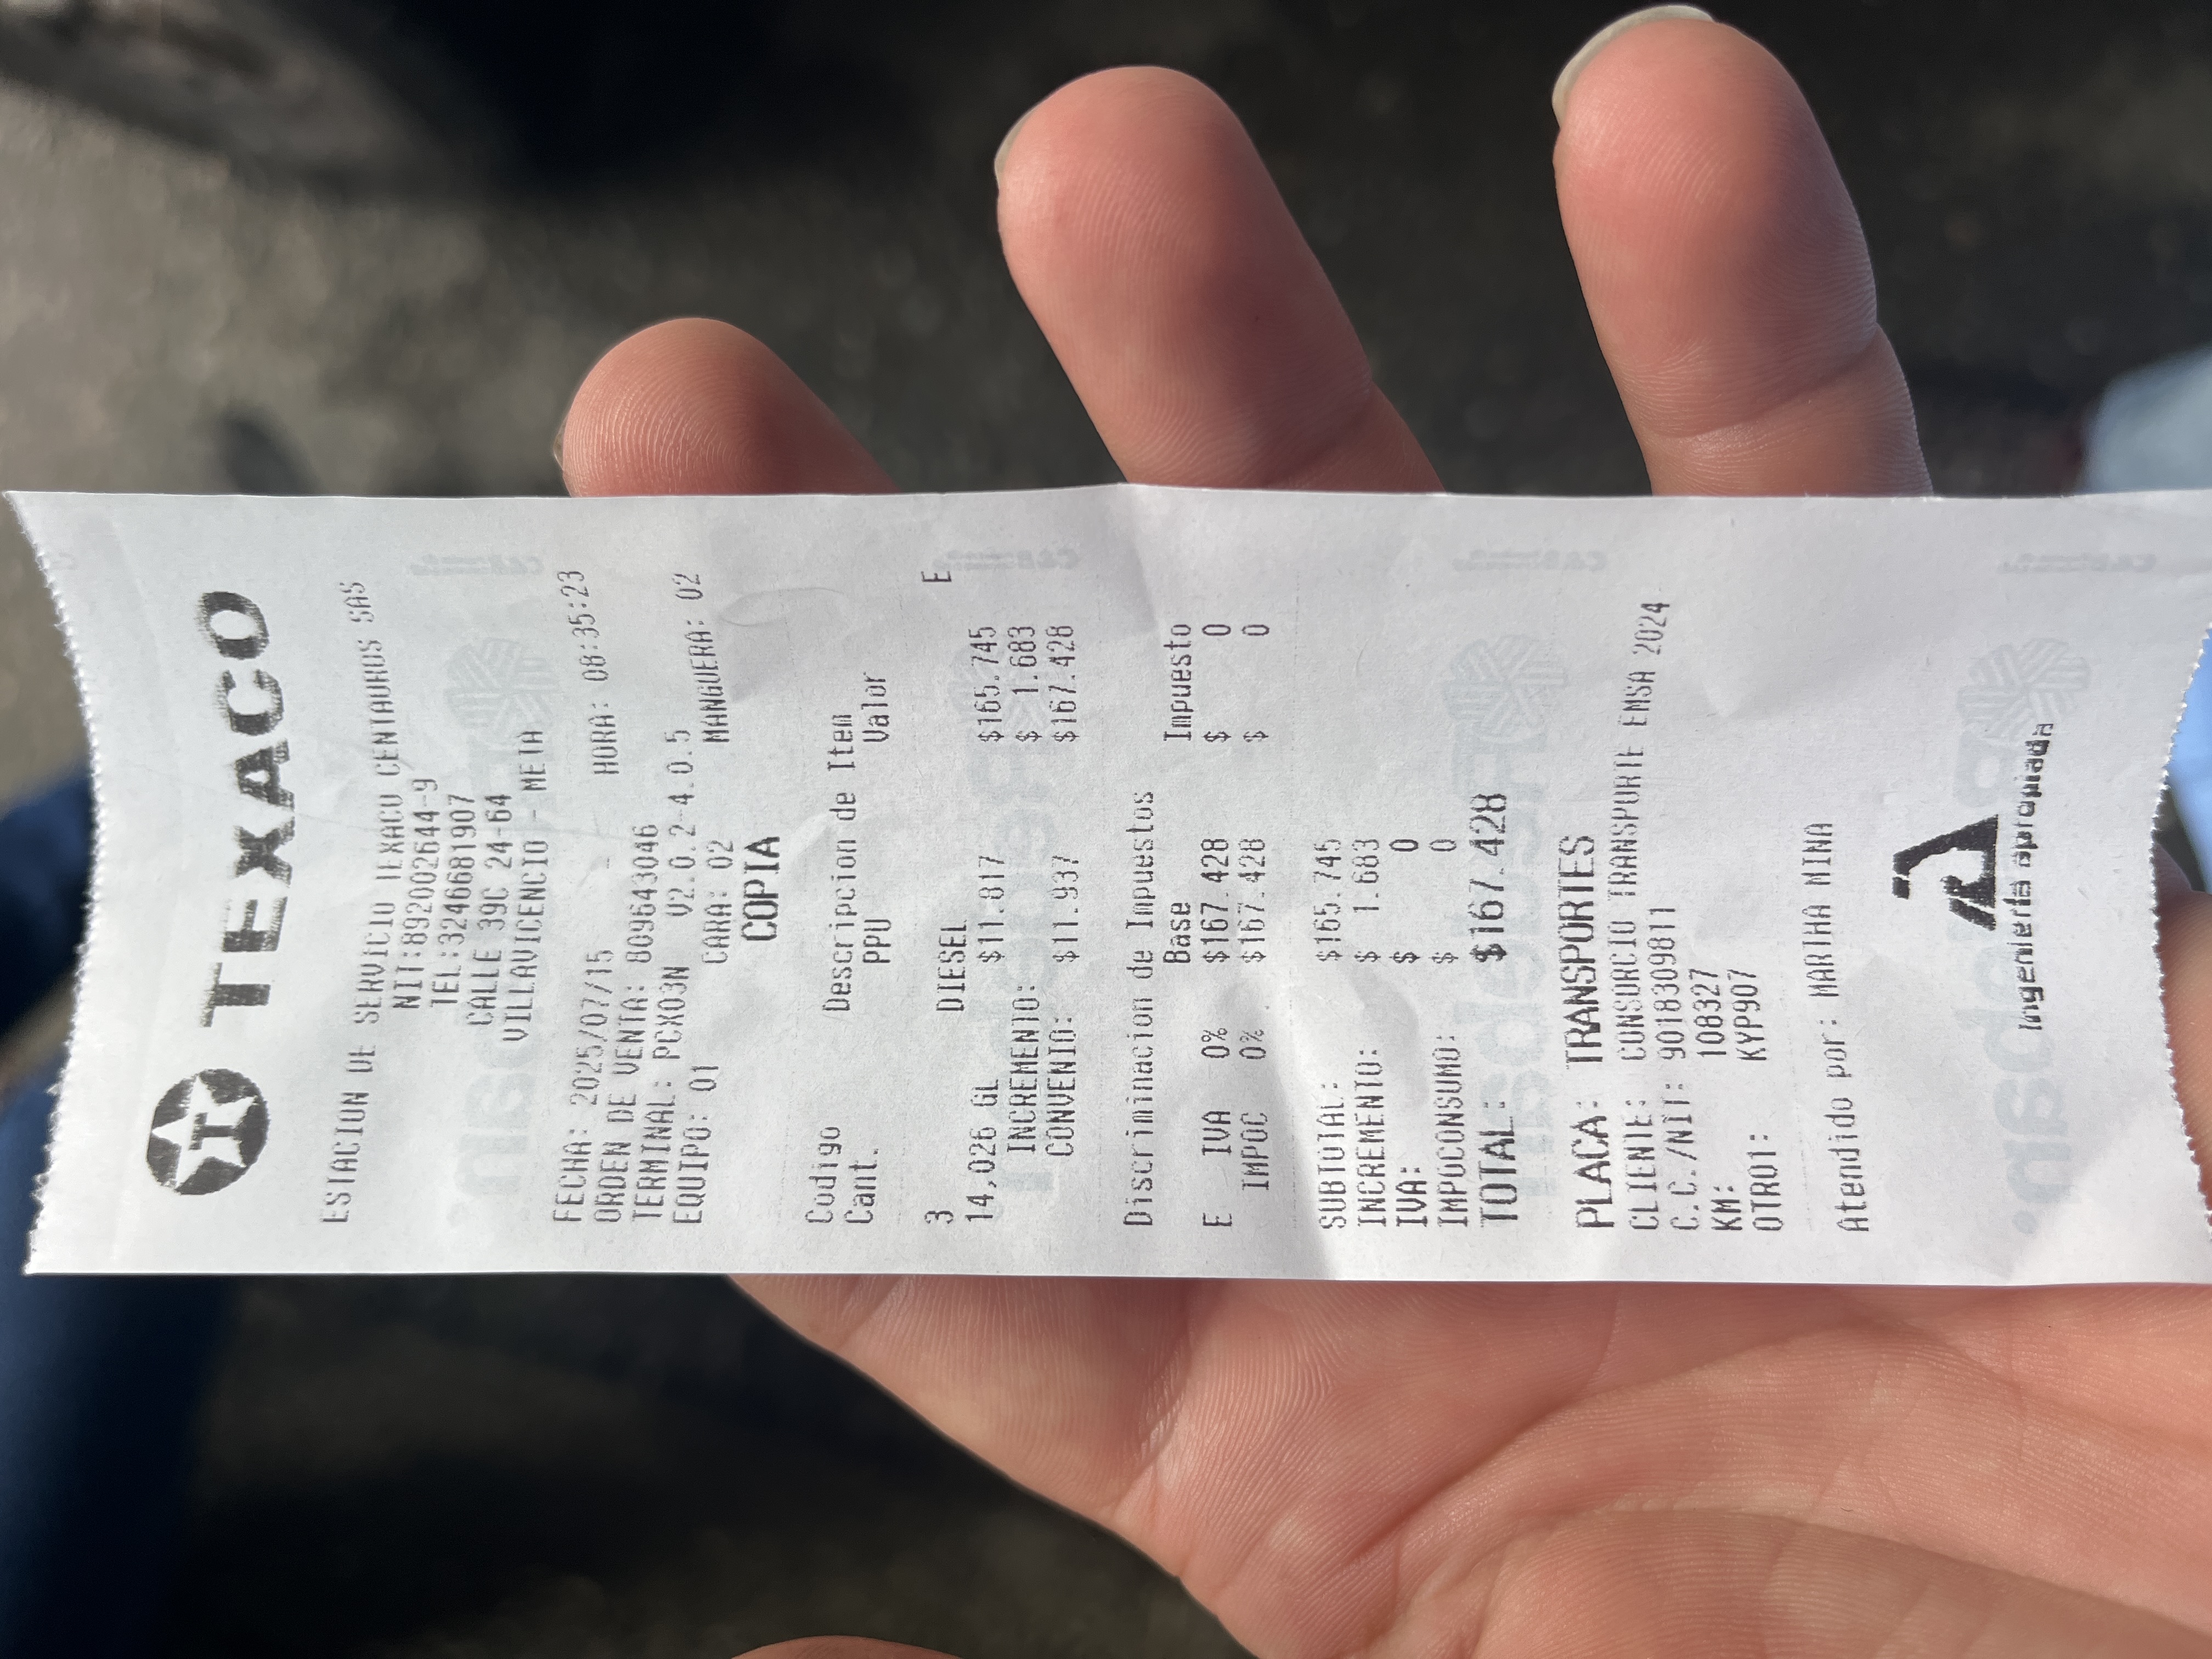 TEXACO
ESTACION DE SERVICIO TEXACO CENTAUROS SAS
NIT:892002644-9
TEL:3246681907
CALLE 39C 24-64
VILLAVICENCIO - META
FECHA: 2025/07/15 - HORA: 08:35:23
ORDEN DE VENTA: 809643046
TERMINAL: PCX03N V2.0.2-4.0.5
EQUIPO: 01 CARA: 02 MANGUERA: 02
COPIA
Codigo Descripcion de Item
Cant. PPU Valor
3 DIESEL E
14,026 GL $11.817 $165.745
INCREMENTO: $ 1.683
CONVENIO: $11.937 $167.428
Discriminacion de Impuestos
Base Impuesto
E IVA 0% $167.428 $ 0
IMPOC 0% $167.428 $ 0
SUBTOTAL: $165.745
INCREMENTO: $ 1.683
IVA: $ 0
IMPOCONSUMO: $ 0
TOTAL: $167.428
PLACA: TRANSPORTES
CLIENTE: CONSORCIO TRANSPORTE EMSA 2024
C.C./NIT: 9018309811
KM: 108327
OTRO1: KYP907
Atendido por: MARTHA MINA
Ingeniería apropiada